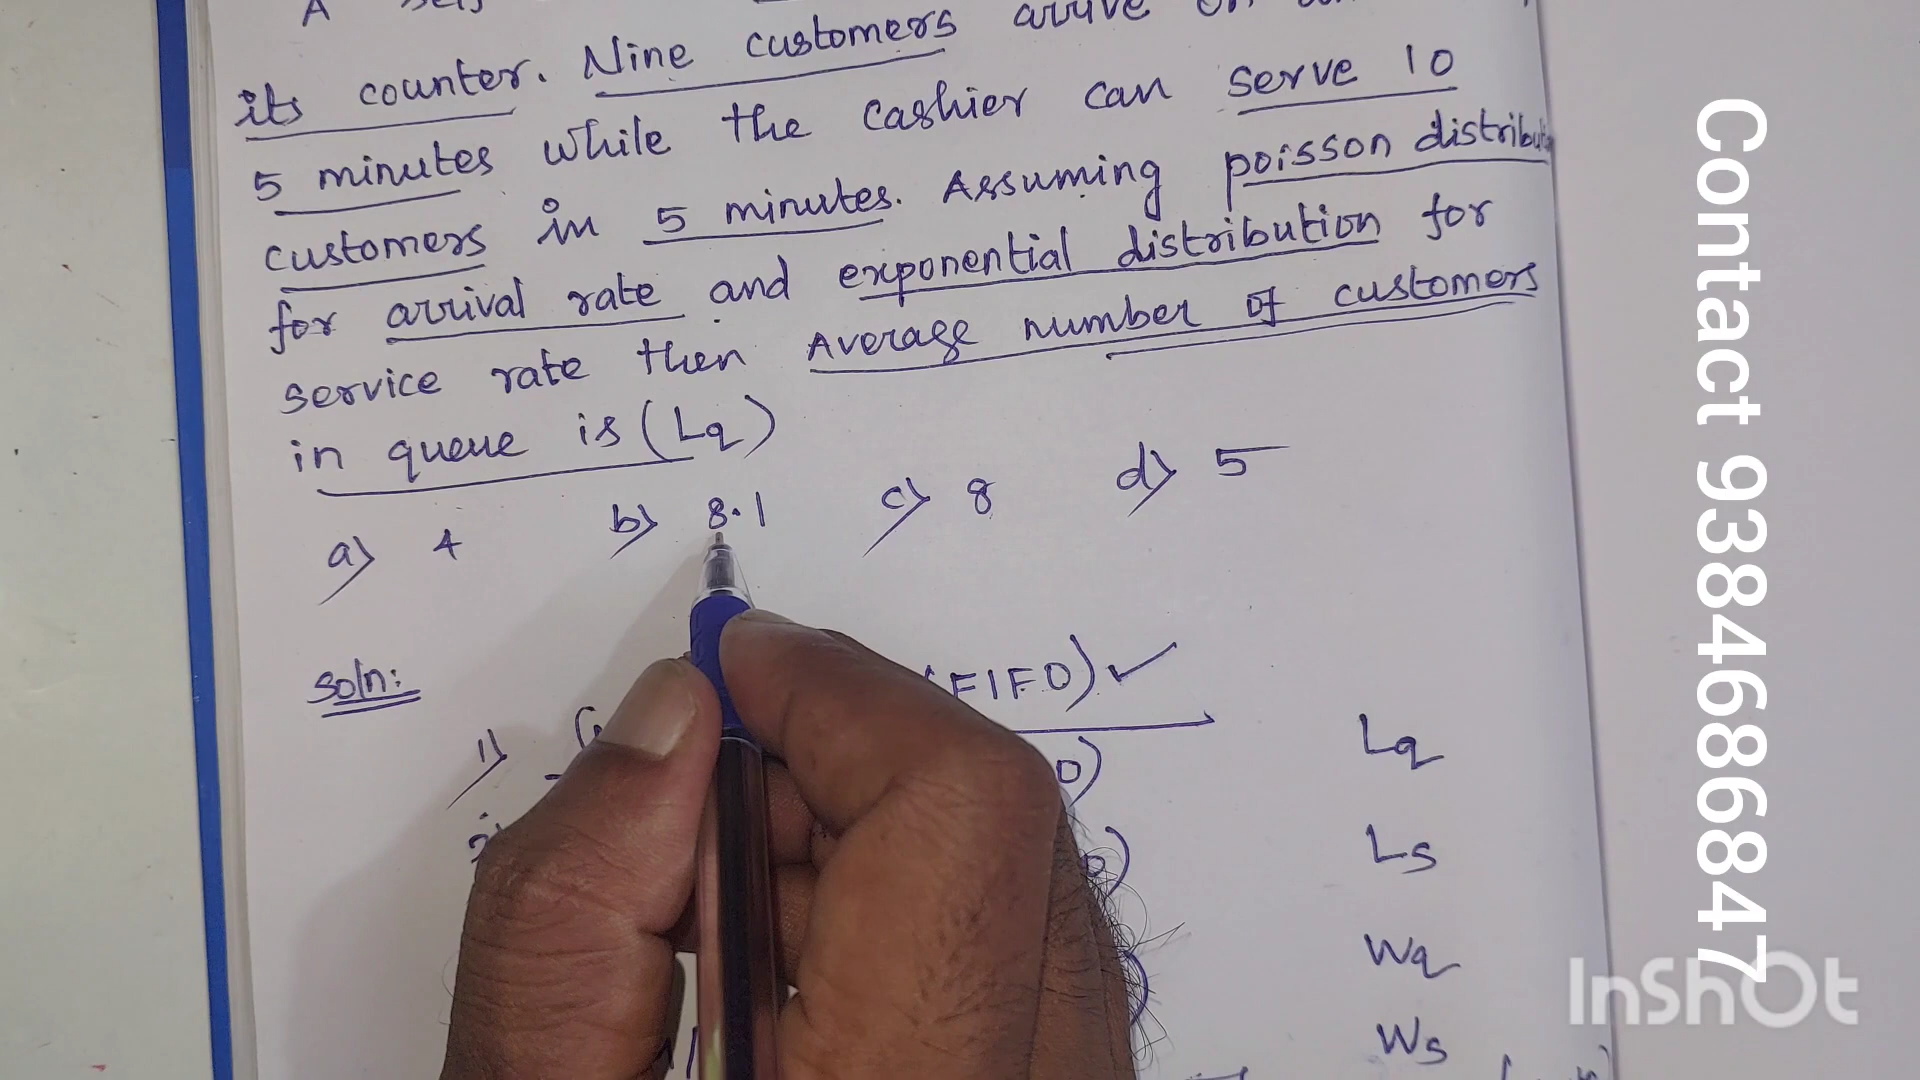 A
its counter. Nine customers arrive
5 minutes while the cashier can serve 10
customers in 5 minutes. Assuming poisson
for arrival rate and exponential distribution for
service rate then Average number of customers
in queue is (Lq)
a) 4 b) 8.1 c) 8 d) 5
Soln:
(FIFO) ✓
1)
Lq
Ls
Wq
Ws
Contact 9384686847
InShOt